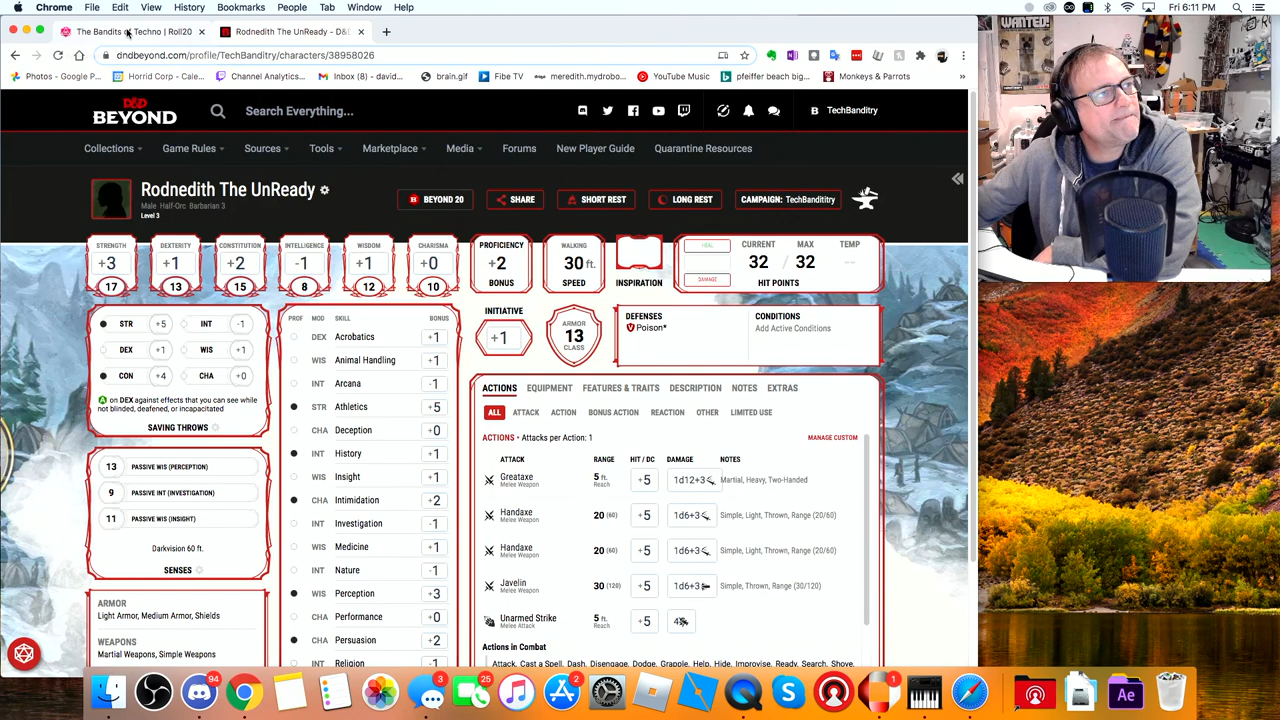 Chrome File Edit View History Bookmarks People Tab Window Help Fri 6:11 PM
The Bandits of Techno | Roll20 Rodnedith The UnReady - D&
dndbeyond.com/profile/TechBanditry/characters/38958026
Photos - Google P... Horrid Corp - Cale... Channel Analytics... Inbox (8) - david... brain.gif Fibe TV meredith.mydrobo... YouTube Music pfeiffer beach big... Monkeys & Parrots »
D&D BEYOND Search Everything... TechBanditry
Collections Game Rules Sources Tools Marketplace Media Forums New Player Guide Quarantine Resources
Rodnedith The UnReady
Male Half-Orc Barbarian 3
Level 3
BEYOND 20 SHARE SHORT REST LONG REST CAMPAIGN: TechBanditry
STRENGTH DEXTERITY CONSTITUTION INTELLIGENCE WISDOM CHARISMA
+3 +1 +2 -1 +1 +0
17 13 15 8 12 10
PROFICIENCY
+2
BONUS
WALKING
30 ft.
SPEED
INSPIRATION
HEAL
DAMAGE
CURRENT MAX TEMP
32 / 32 --
HIT POINTS
STR +5 INT -1
DEX +1 WIS +1
CON +4 CHA +0
A on DEX against effects that you can see while
not blinded, deafened, or incapacitated
SAVING THROWS
13 PASSIVE WIS (PERCEPTION)
9 PASSIVE INT (INVESTIGATION)
11 PASSIVE WIS (INSIGHT)
Darkvision 60 ft.
SENSES
ARMOR
Light Armor, Medium Armor, Shields
WEAPONS
Martial Weapons, Simple Weapons
PROF MOD SKILL BONUS
DEX Acrobatics +1
WIS Animal Handling +1
INT Arcana -1
STR Athletics +5
CHA Deception +0
INT History +1
WIS Insight +1
CHA Intimidation +2
INT Investigation -1
WIS Medicine +1
INT Nature -1
WIS Perception +3
CHA Performance +0
CHA Persuasion +2
INT Religion -1
INITIATIVE
+1
ARMOR
13
CLASS
DEFENSES
Poison*
CONDITIONS
Add Active Conditions
ACTIONS EQUIPMENT FEATURES & TRAITS DESCRIPTION NOTES EXTRAS
ALL ATTACK ACTION BONUS ACTION REACTION OTHER LIMITED USE
ACTIONS • Attacks per Action: 1 MANAGE CUSTOM
ATTACK RANGE HIT / DC DAMAGE NOTES
Greataxe 5 ft. +5 1d12+3 Martial, Heavy, Two-Handed
Melee Weapon Reach
Handaxe 20 (60) +5 1d6+3 Simple, Light, Thrown, Range (20/60)
Melee Weapon
Handaxe 20 (60) +5 1d6+3 Simple, Light, Thrown, Range (20/60)
Melee Weapon
Javelin 30 (120) +5 1d6+3 Simple, Thrown, Range (30/120)
Melee Weapon
Unarmed Strike 5 ft. +5 4
Melee Attack Reach
Actions in Combat
Attack, Cast a Spell, Dash, Disengage, Dodge, Grapple, Help, Hide, Improvise, Ready, Search, Shove,
94 3 26 2 1
Ae
WANTED!